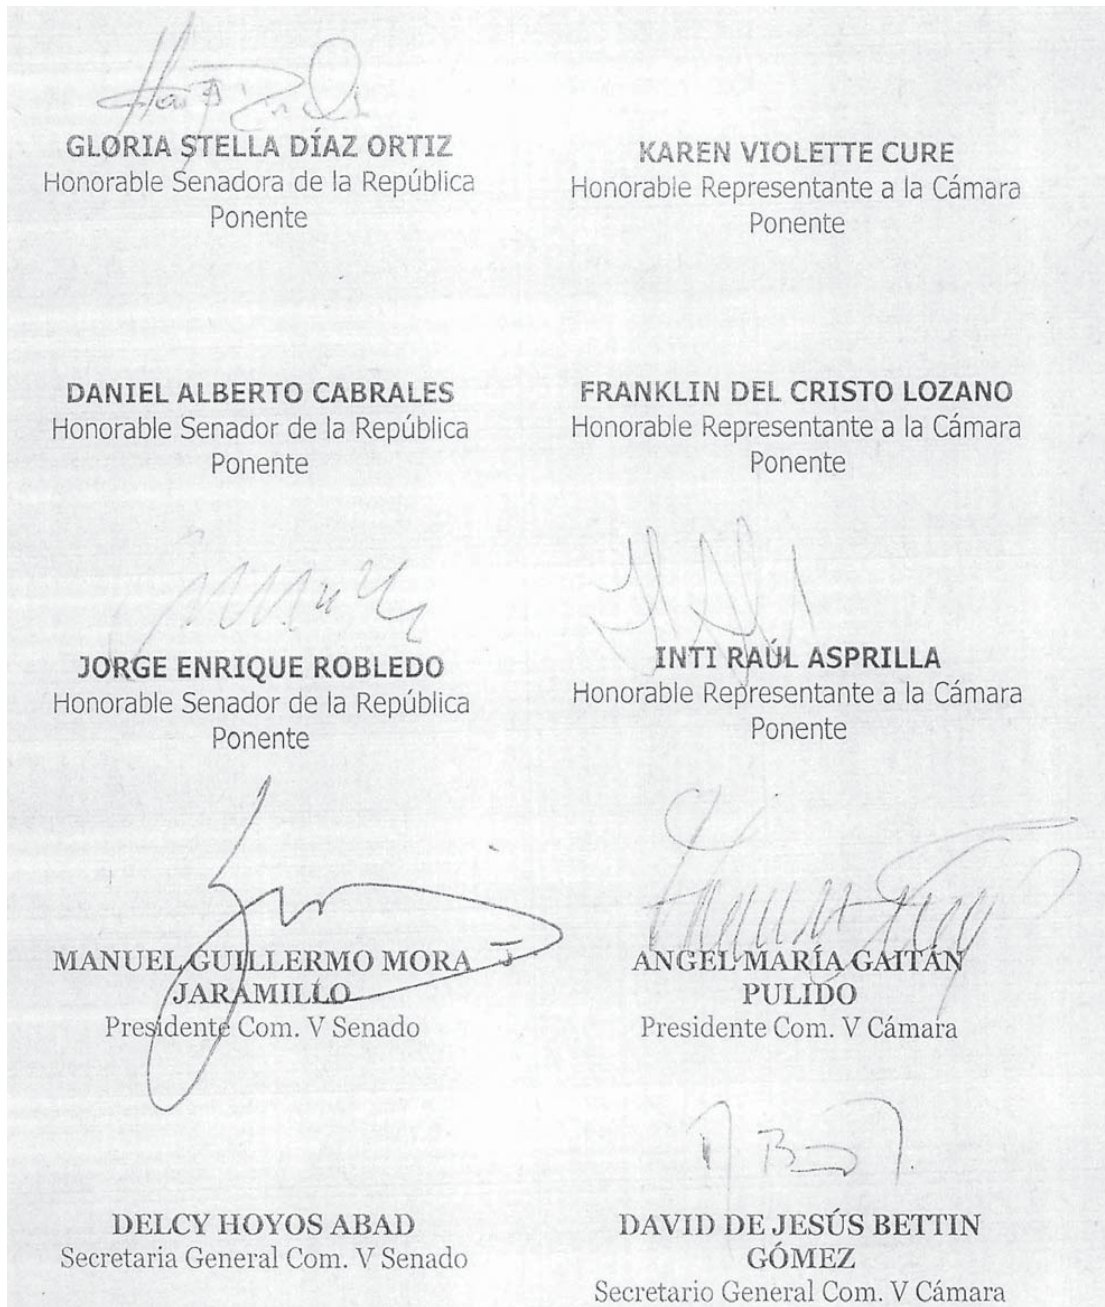 GLORIA STELLA DÍAZ ORTIZ
Honorable Senadora de la República
Ponente
KAREN VIOLETTE CURE
Honorable Representante a la Cámara
Ponente
DANIEL ALBERTO CABRALES
Honorable Senador de la República
Ponente
FRANKLIN DEL CRISTO LOZANO
Honorable Representante a la Cámara
Ponente
JORGE ENRIQUE ROBLEDO
Honorable Senador de la República
Ponente
INTI RAÚL ASPRILLA
Honorable Representante a la Cámara
Ponente
MANUEL GUILLERMO MORA
JARAMILLO
Presidente Com. V Senado
ANGEL MARÍA GAITÁN
PULIDO
Presidente Com. V Cámara
DELCY HOYOS ABAD
Secretaria General Com. V Senado
DAVID DE JESÚS BETTIN
GÓMEZ
Secretario General Com. V Cámara